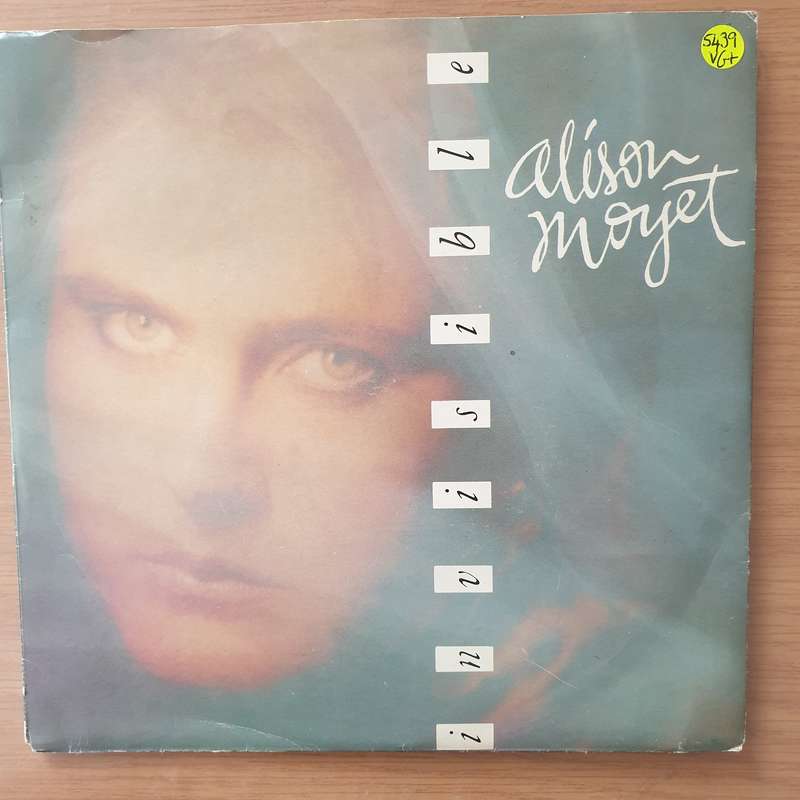 5439
VG+
alison
moyet
invisible